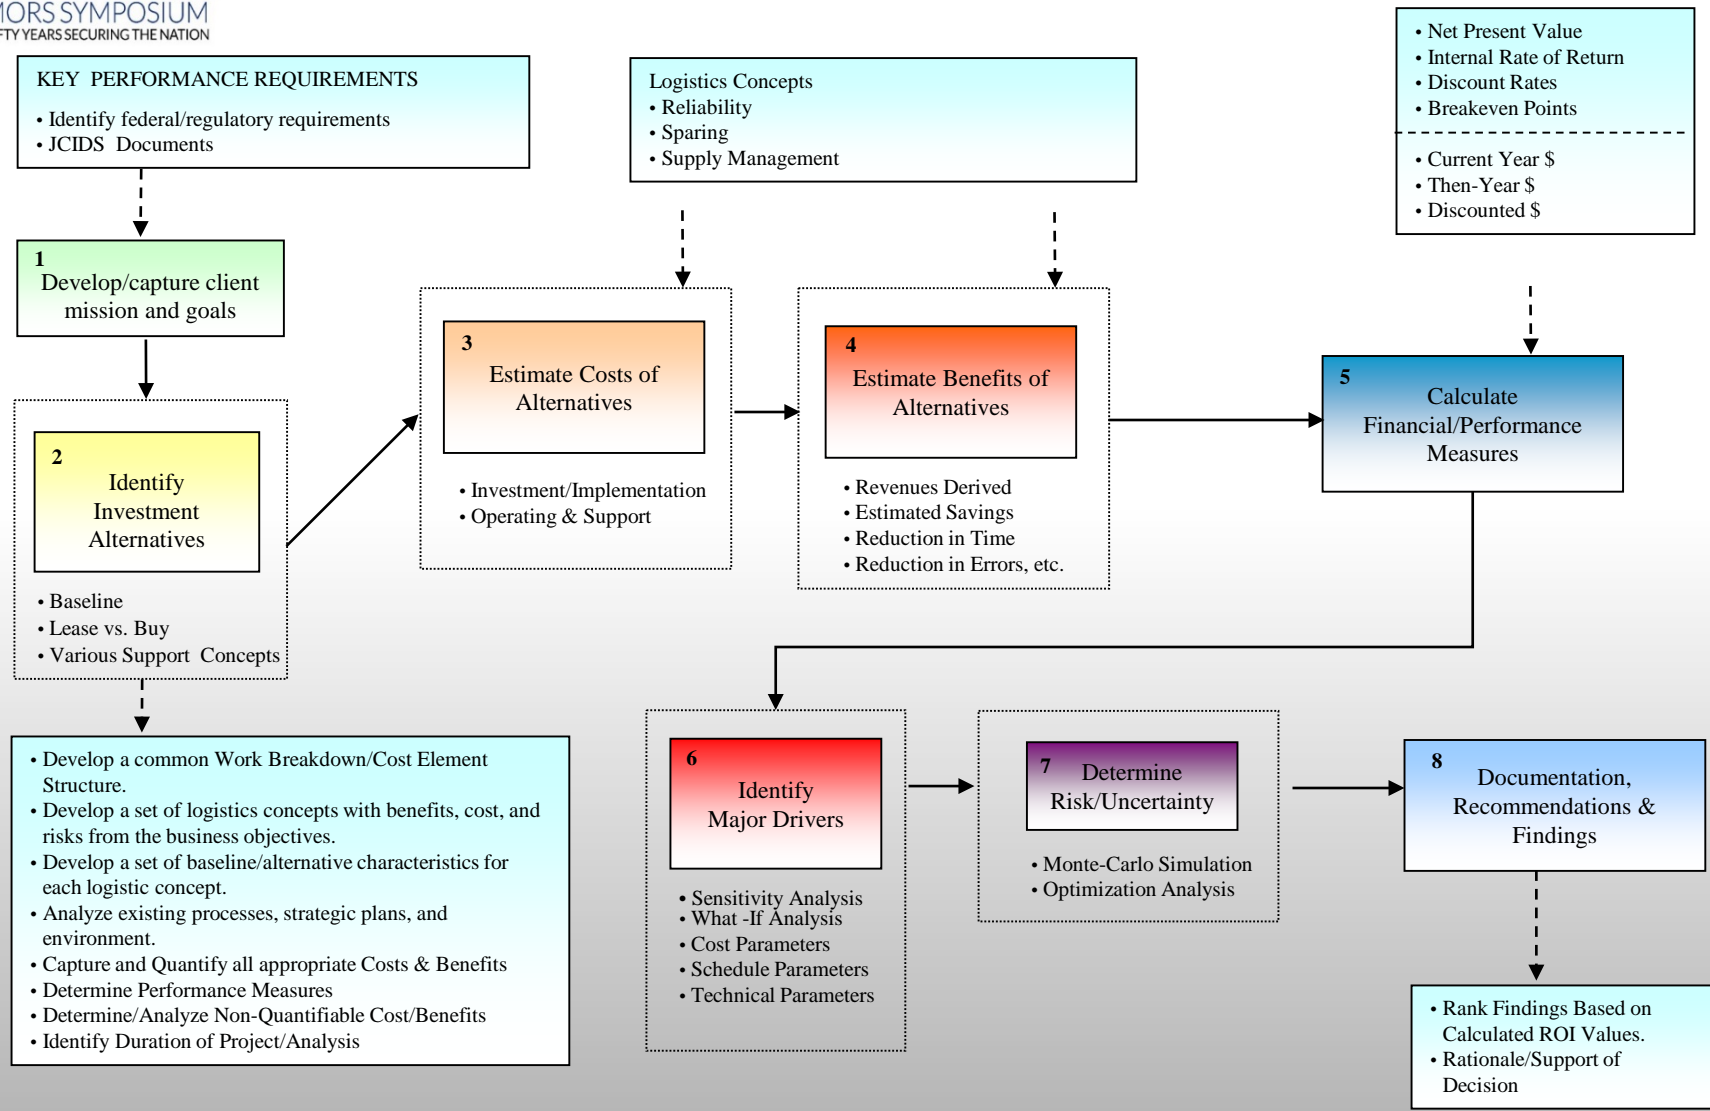 MORS SYMPOSIUM
FTY YEARS SECURING THE NATION
KEY PERFORMANCE REQUIREMENTS
• Identify federal/regulatory requirements
• JCIDS Documents
Logistics Concepts
• Reliability
• Sparing
• Supply Management
• Net Present Value
• Internal Rate of Return
• Discount Rates
• Breakeven Points
• Current Year $
• Then-Year $
• Discounted $
1
Develop/capture client
mission and goals
2
Identify
Investment
Alternatives
• Baseline
• Lease vs. Buy
• Various Support Concepts
3
Estimate Costs of
Alternatives
• Investment/Implementation
• Operating & Support
4
Estimate Benefits of
Alternatives
• Revenues Derived
• Estimated Savings
• Reduction in Time
• Reduction in Errors, etc.
5
Calculate
Financial/Performance
Measures
• Develop a common Work Breakdown/Cost Element
Structure.
• Develop a set of logistics concepts with benefits, cost, and
risks from the business objectives.
• Develop a set of baseline/alternative characteristics for
each logistic concept.
• Analyze existing processes, strategic plans, and
environment.
• Capture and Quantify all appropriate Costs & Benefits
• Determine Performance Measures
• Determine/Analyze Non-Quantifiable Cost/Benefits
• Identify Duration of Project/Analysis
6
Identify
Major Drivers
• Sensitivity Analysis
• What -If Analysis
• Cost Parameters
• Schedule Parameters
• Technical Parameters
7
Determine
Risk/Uncertainty
• Monte-Carlo Simulation
• Optimization Analysis
8
Documentation,
Recommendations &
Findings
• Rank Findings Based on
Calculated ROI Values.
• Rationale/Support of
Decision